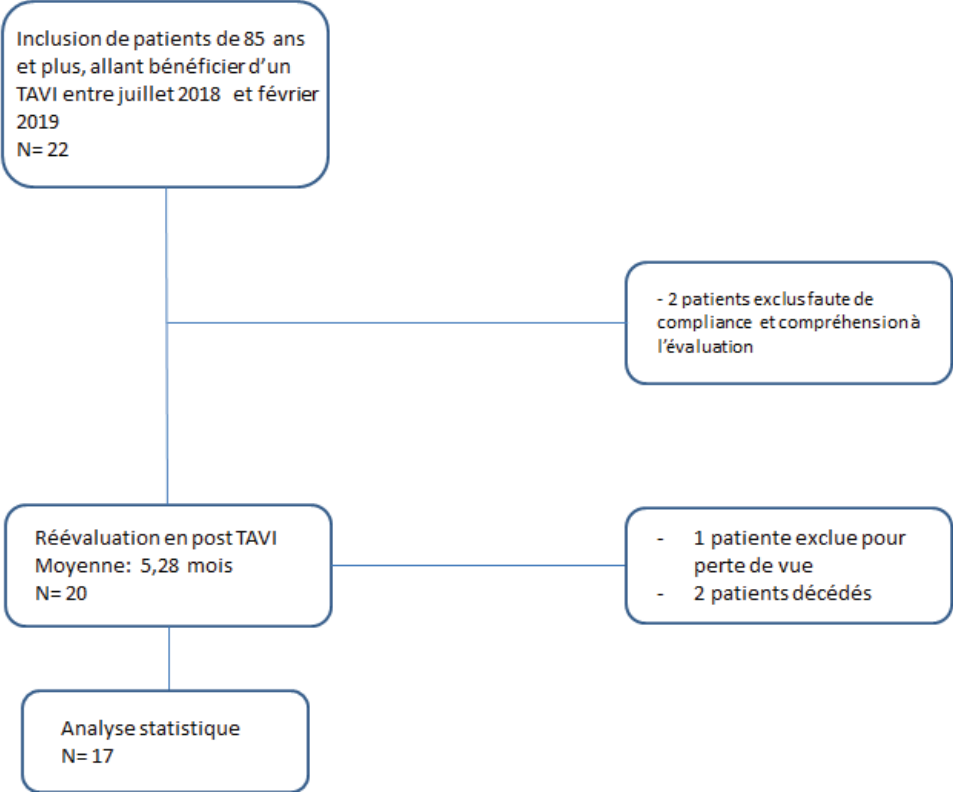 Inclusion de patients de 85 ans
et plus, allant bénéficier d'un
TAVI entre juillet 2018 et février
2019
N= 22
- 2 patients exclus faute de
compliance et compréhension à
l'évaluation
Réévaluation en post TAVI
Moyenne: 5,28 mois
N= 20
- 1 patiente exclue pour
perte de vue
- 2 patients décédés
Analyse statistique
N= 17